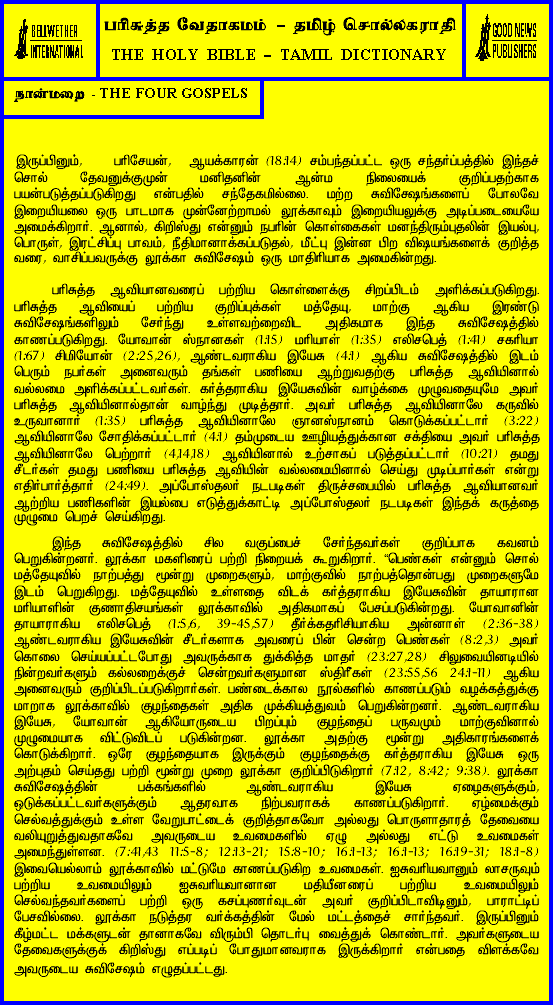 BELLWETHER
INTERNATIONAL
பரிசுத்த வேதாகமம் – தமிழ் சொல்லகராதி
THE HOLY BIBLE – TAMIL DICTIONARY
GOOD NEWS
PUBLISHERS
நான்மறை - THE FOUR GOSPELS
இருப்பினும், பரிசேயன், ஆயக்காரன் (18:14) சம்பந்தப்பட்ட ஒரு சந்தர்ப்பத்தில் இந்தச்
சொல் தேவனுக்குமுன் மனிதனின் ஆன்ம நிலையைக் குறிப்பதற்காக
பயன்படுத்தப்படுகிறது என்பதில் சந்தேகமில்லை. மற்ற சுவிசேஷங்களைப் போலவே
இறையியலை ஒரு பாடமாக முன்னேற்றாமல் லூக்காவும் இறையியலுக்கு அடிப்படையையே
அமைக்கிறார். ஆனால், கிறிஸ்து என்னும் நபரின் கொள்கைகள் மனந்திரும்புதலின் இயல்பு,
பொருள், இரட்சிப்பு பாவம், நீதிமானாக்கப்படுதல், மீட்பு இன்ன பிற விஷயங்களைக் குறித்த
வரை, வாசிப்பவருக்கு லூக்கா சுவிசேஷம் ஒரு மாதிரியாக அமைகின்றது.
பரிசுத்த ஆவியானவரைப் பற்றிய கொள்ளைக்கு சிறப்பிடம் அளிக்கப்படுகிறது.
பரிசுத்த ஆவியைப் பற்றிய குறிப்புக்கள் மத்தேயு, மாற்கு ஆகிய இரண்டு
சுவிசேஷங்களிலும் சேர்ந்து உள்ளவற்றைவிட அதிகமாக இந்த சுவிசேஷத்தில்
காணப்படுகிறது. யோவான் ஸ்நானகள் (1:15) மரியாள் (1:35) எலிசபெத் (1:41) சகரியா
(1:67) சிமியோன் (2:25,26), ஆண்டவராகிய இயேசு (4:1) ஆகிய சுவிசேஷத்தில் இடம்
பெரும் நபர்கள் அனைவரும் தங்கள் பணியை ஆற்றுவதற்கு பரிசுத்த ஆவியினால்
வல்லமை அளிக்கப்பட்டவர்கள். கர்த்தராகிய இயேசுவின் வாழ்க்கை முழுவதையுமே அவர்
பரிசுத்த ஆவியினால்தான் வாழ்ந்து முடித்தார். அவர் பரிசுத்த ஆவியினாலே கருவில்
உருவானார் (1:35) பரிசுத்த ஆவியினாலே ஞானஸ்நானம் கொடுக்கப்பட்டார் (3:22)
ஆவியினாலே சோதிக்கப்பட்டார் (4:1) தம்முடைய ஊழியத்துக்கான சக்தியை அவர் பரிசுத்த
ஆவியினாலே பெற்றார் (4,14,18) ஆவியினால் உற்சாகப் படுத்தப்பட்டார் (10:21) தமது
சீடர்கள் தமது பணியை பரிசுத்த ஆவியின் வல்லமையினால் செய்து முடிப்பார்கள் என்று
எதிர்பார்த்தார் (24:49). அப்போஸ்தலர் நடபடிகள் திருச்சபையில் பரிசுத்த ஆவியானவர்
ஆற்றிய பணிகளின் இயல்பை எடுத்துக்காட்டி அப்போஸ்தலர் நடபடிகள் இந்தக் கருத்தை
முழுமை பெறச் செய்கிறது.
இந்த சுவிசேஷத்தில் சில வகுப்பைச் சேர்ந்தவர்கள் குறிப்பாக கவனம்
பெறுகின்றனர். லூக்கா மகளிரைப் பற்றி நிறையக் கூறுகிறார். "பெண்கள் என்னும் சொல்
மத்தேயுவில் நாற்பத்து மூன்று முறைகளும், மாற்குவில் நாற்பத்தொன்பது முறைகளுமே
இடம் பெறுகிறது. மத்தேயுவில் உள்ளதை விடக் கர்த்தராகிய இயேசுவின் தாயாரான
மரியாளின் குணாதிசயங்கள் லூக்காவில் அதிகமாகப் பேசப்படுகின்றது. யோவானின்
தாயாராகிய எலிசபெத் (1:5,6, 39-45,57) தீர்க்கதரிசியாகிய அன்னாள் (2:36-38)
ஆண்டவராகிய இயேசுவின் சீடர்களாக அவரைப் பின் சென்ற பெண்கள் (8:2,3) அவர்
கொலை செய்யப்பட்டபோது அவருக்காக துக்கித்த மாதர் (23:27,28) சிலுவையினடியில்
நின்றவர்களும் கல்லறைக்குச் சென்றவர்களுமான ஸ்திரீகள் (23:55,56 24:1-11) ஆகிய
அனைவரும் குறிப்பிடப்படுகிறார்கள். பண்டைக்கால நூல்களில் காணப்படும் வழக்கத்துக்கு
மாறாக லூக்காவில் குழந்தைகள் அதிக முக்கியத்துவம் பெறுகின்றனர். ஆண்டவராகிய
இயேசு, யோவான் ஆகியோருடைய பிறப்பும் குழந்தைப் பருவமும் மாற்குவினால்
முழுமையாக விட்டுவிடப் படுகின்றன. லூக்கா அதற்கு மூன்று அதிகாரங்களைக்
கொடுக்கிறார். ஒரே குழந்தையாக இருக்கும் குழந்தைக்கு கர்த்தராகிய இயேசு ஒரு
அற்புதம் செய்தது பற்றி மூன்று முறை லூக்கா குறிப்பிடுகிறார் (7:12, 8:42; 9:38). லூக்கா
சுவிசேஷத்தின் பக்கங்களில் ஆண்டவராகிய இயேசு ஏழைகளுக்கும்,
ஒடுக்கப்பட்டவர்களுக்கும் ஆதரவாக நிற்பவராகக் காணப்படுகிறார். ஏழ்மைக்கும்
செல்வத்துக்கும் உள்ள வேறுபாட்டைக் குறித்தாகவோ அல்லது பொருளாதாரத் தேவையை
வலியுறுத்துவதாகவே அவருடைய உவமைகளில் ஏழு அல்லது எட்டு உவமைகள்
அமைந்துள்ளன. (7:41,43 11:5-8; 12:13-21; 15:8-10; 16:1-13; 16:1-13; 16:19-31; 18:1-8)
இவையெல்லாம் லூக்காவில் மட்டுமே காணப்படுகிற உவமைகள். ஐசுவரியவானும் லாசருவும்
பற்றிய உவமையிலும் ஐசுவரியவானான மதியீனரைப் பற்றிய உவமையிலும்
செல்வந்தவர்களைப் பற்றி ஒரு கசப்புணர்வுடன் அவர் குறிப்பிடாவிடினும், பாராட்டிப்
பேசவில்லை. லூக்கா நடுத்தர வர்க்கத்தின் மேல் மட்டத்தைச் சார்ந்தவர். இருப்பினும்
கீழ்மட்ட மக்களுடன் தானாகவே விரும்பி தொடர்பு வைத்துக் கொண்டார். அவர்களுடைய
தேவைகளுக்குக் கிறிஸ்து எப்படிப் போதுமானவராக இருக்கிறார் என்பதை விளக்கவே
அவருடைய சுவிசேஷம் எழுதப்பட்டது.